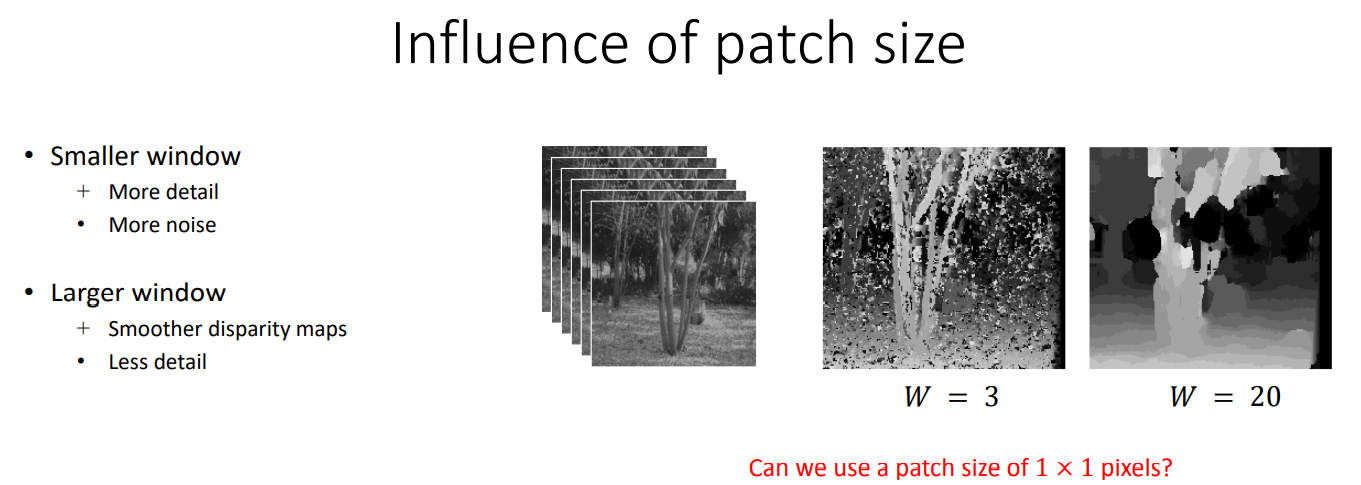 Influence of patch size
• Smaller window
+ More detail
• More noise
• Larger window
+ Smoother disparity maps
• Less detail
W = 3
W = 20
Can we use a patch size of 1 × 1 pixels?